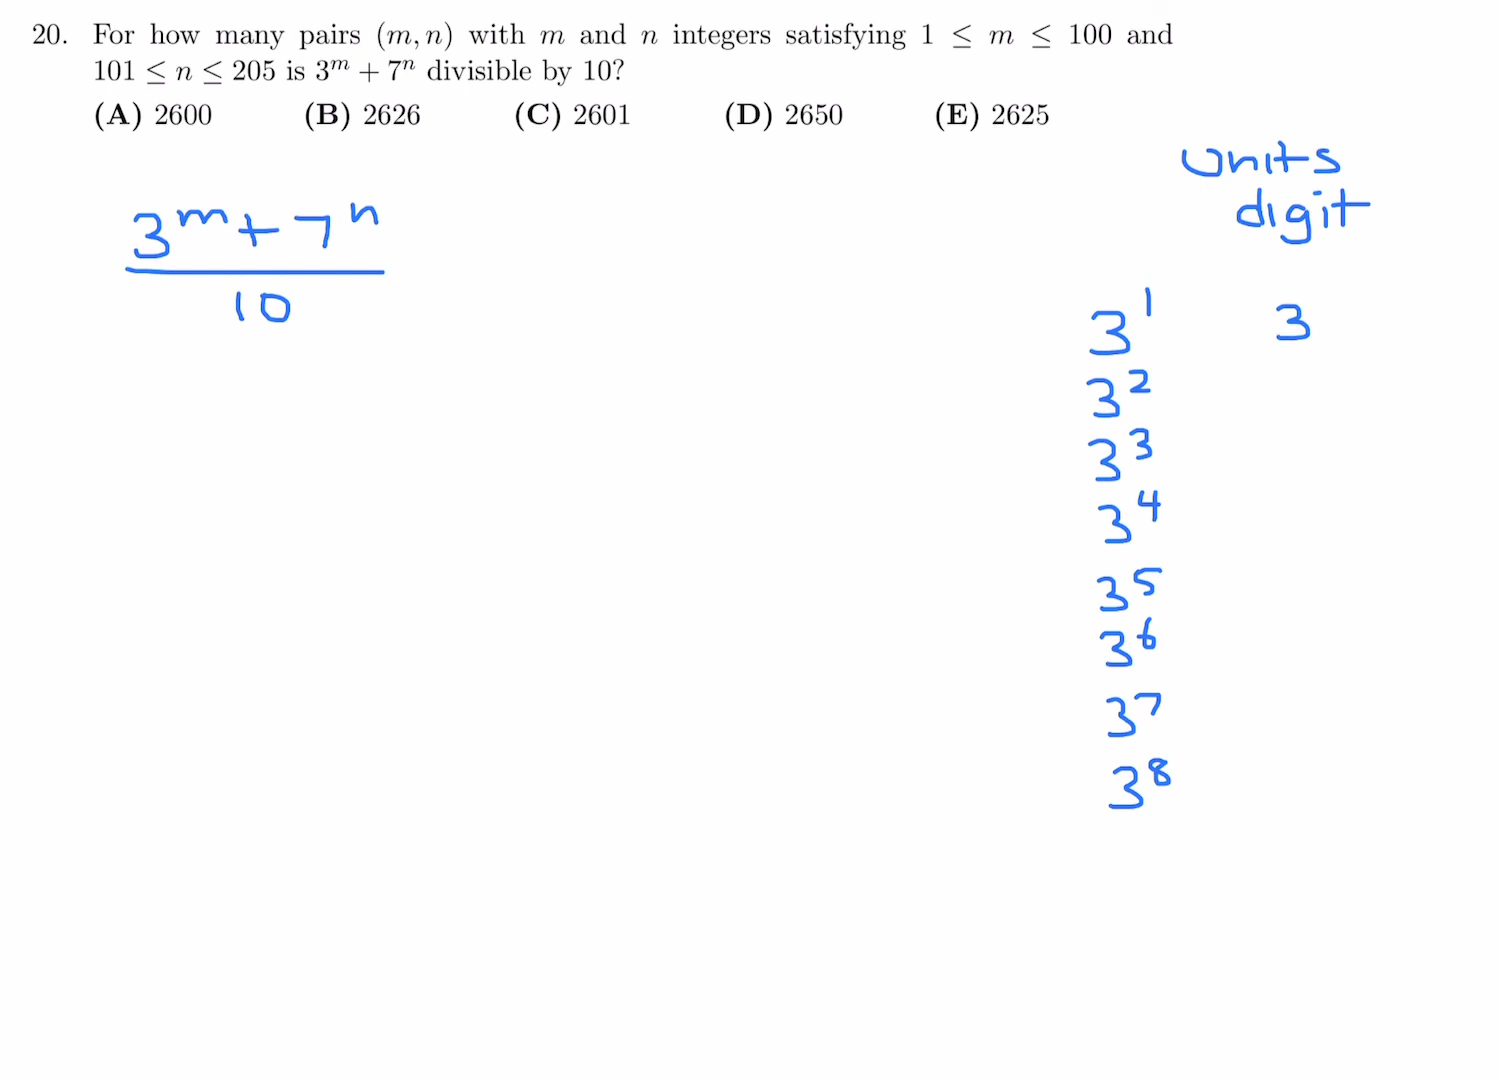 20. For how many pairs (m, n) with m and n integers satisfying 1 ≤ m ≤ 100 and
101 ≤ n ≤ 205 is 3^m + 7^n divisible by 10?
(A) 2600 (B) 2626 (C) 2601 (D) 2650 (E) 2625
units
digit
3^m + 7^n
10
3^1 3
3^2
3^3
3^4
3^5
3^6
3^7
3^8